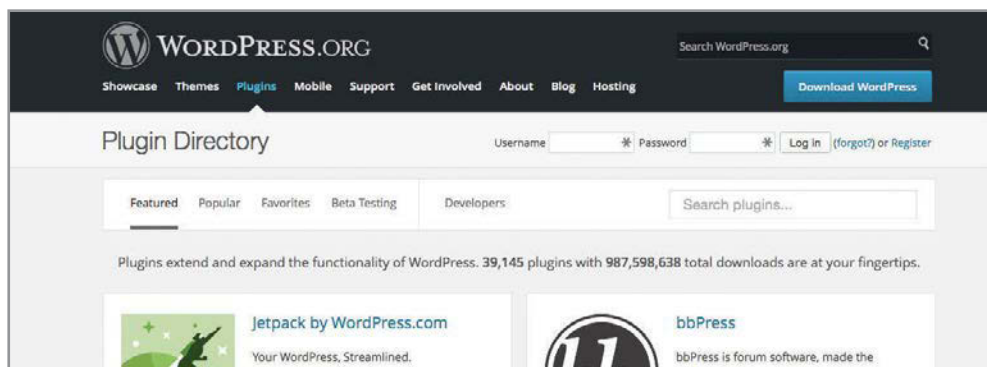 WORDPRESS.ORG
Search WordPress.org
Showcase Themes Plugins Mobile Support Get Involved About Blog Hosting
Download WordPress
Plugin Directory
Username Password Log in (forgot?) or Register
Featured Popular Favorites Beta Testing Developers
Search plugins...
Plugins extend and expand the functionality of WordPress. 39,145 plugins with 987,598,638 total downloads are at your fingertips.
Jetpack by WordPress.com
Your WordPress, Streamlined.
bbPress
bbPress is forum software, made the